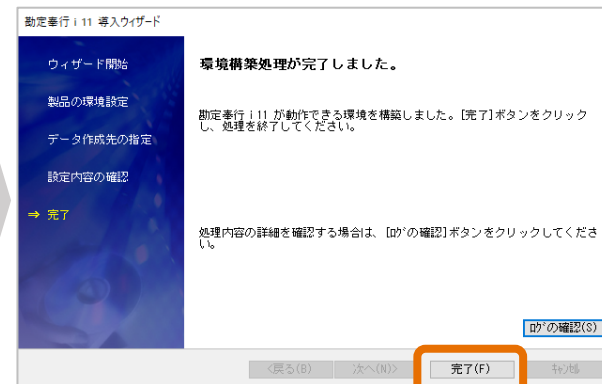 勘定奉行 i 11 導入ウィザード
ウィザード開始
製品の環境設定
データ作成先の指定
設定内容の確認
⇒ 完了
環境構築処理が完了しました。
勘定奉行 i 11 が動作できる環境を構築しました。[完了]ボタンをクリック
し、処理を終了してください。
処理内容の詳細を確認する場合は、[ﾛｸﾞの確認]ボタンをクリックしてくださ
い。
ﾛｸﾞの確認(S)
<戻る(B)
次へ(N)>
完了(F)
ｷｬﾝｾﾙ